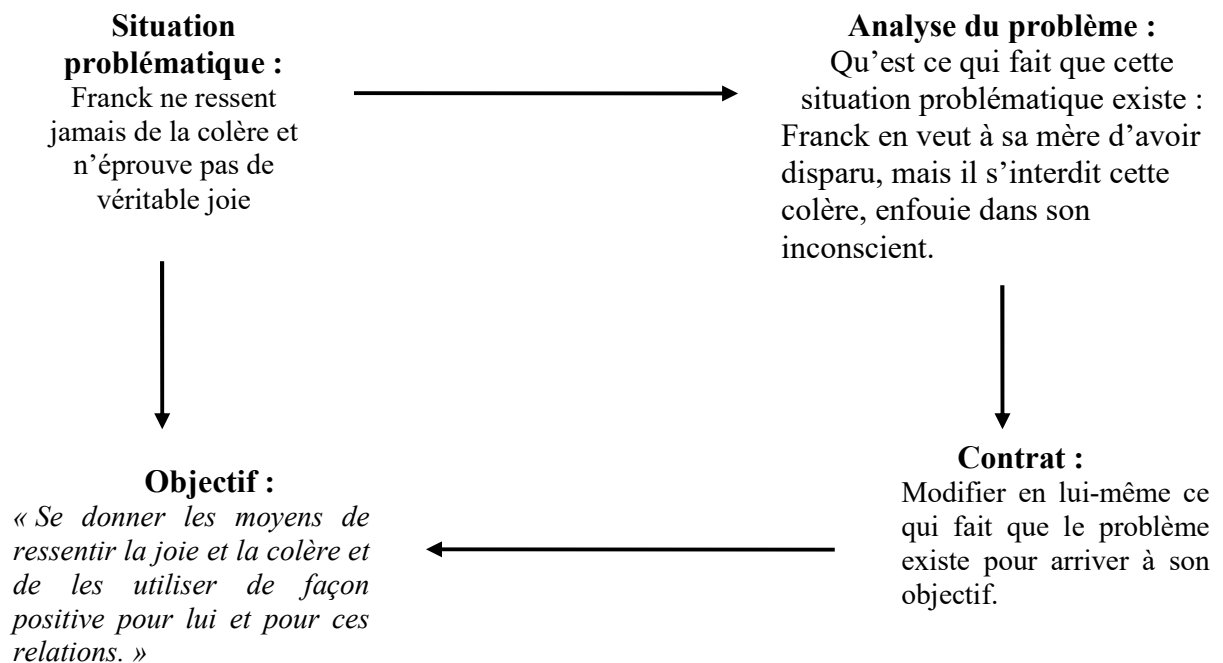 Situation
problématique :
Franck ne ressent
jamais de la colère et
n’éprouve pas de
véritable joie
Analyse du problème :
Qu’est ce qui fait que cette
situation problématique existe :
Franck en veut à sa mère d’avoir
disparu, mais il s’interdit cette
colère, enfouie dans son
inconscient.
Objectif :
« Se donner les moyens de
ressentir la joie et la colère et
de les utiliser de façon
positive pour lui et pour ces
relations. »
Contrat :
Modifier en lui-même ce
qui fait que le problème
existe pour arriver à son
objectif.